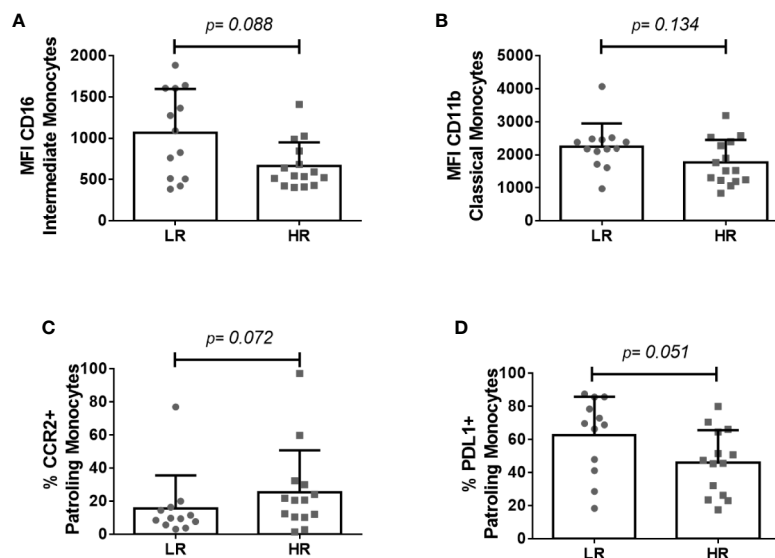 A
p= 0.088
MFI CD16
Intermediate Monocytes
2000
1500
1000
500
0
LR
HR
B
p= 0.134
MFI CD11b
Classical Monocytes
5000
4000
3000
2000
1000
0
LR
HR
C
p= 0.072
% CCR2+
Patroling Monocytes
100
80
60
40
20
0
LR
HR
D
p= 0.051
% PDL1+
Patroling Monocytes
100
80
60
40
20
0
LR
HR